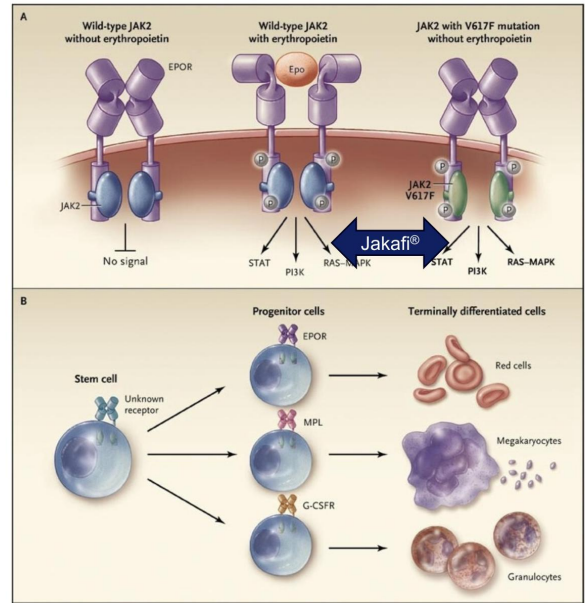 A
Wild-type JAK2
without erythropoietin
Wild-type JAK2
with erythropoietin
JAK2 with V617F mutation
without erythropoietin
EPOR
Epo
P
P
P
P
P
P
P
P
JAK2
JAK2
V617F
No signal
Jakafi®
STAT
PI3K
RAS–MAPK
STAT
PI3K
RAS–MAPK
B
Progenitor cells
Terminally differentiated cells
Stem cell
Unknown
receptor
EPOR
Red cells
MPL
Megakaryocytes
G-CSFR
Granulocytes